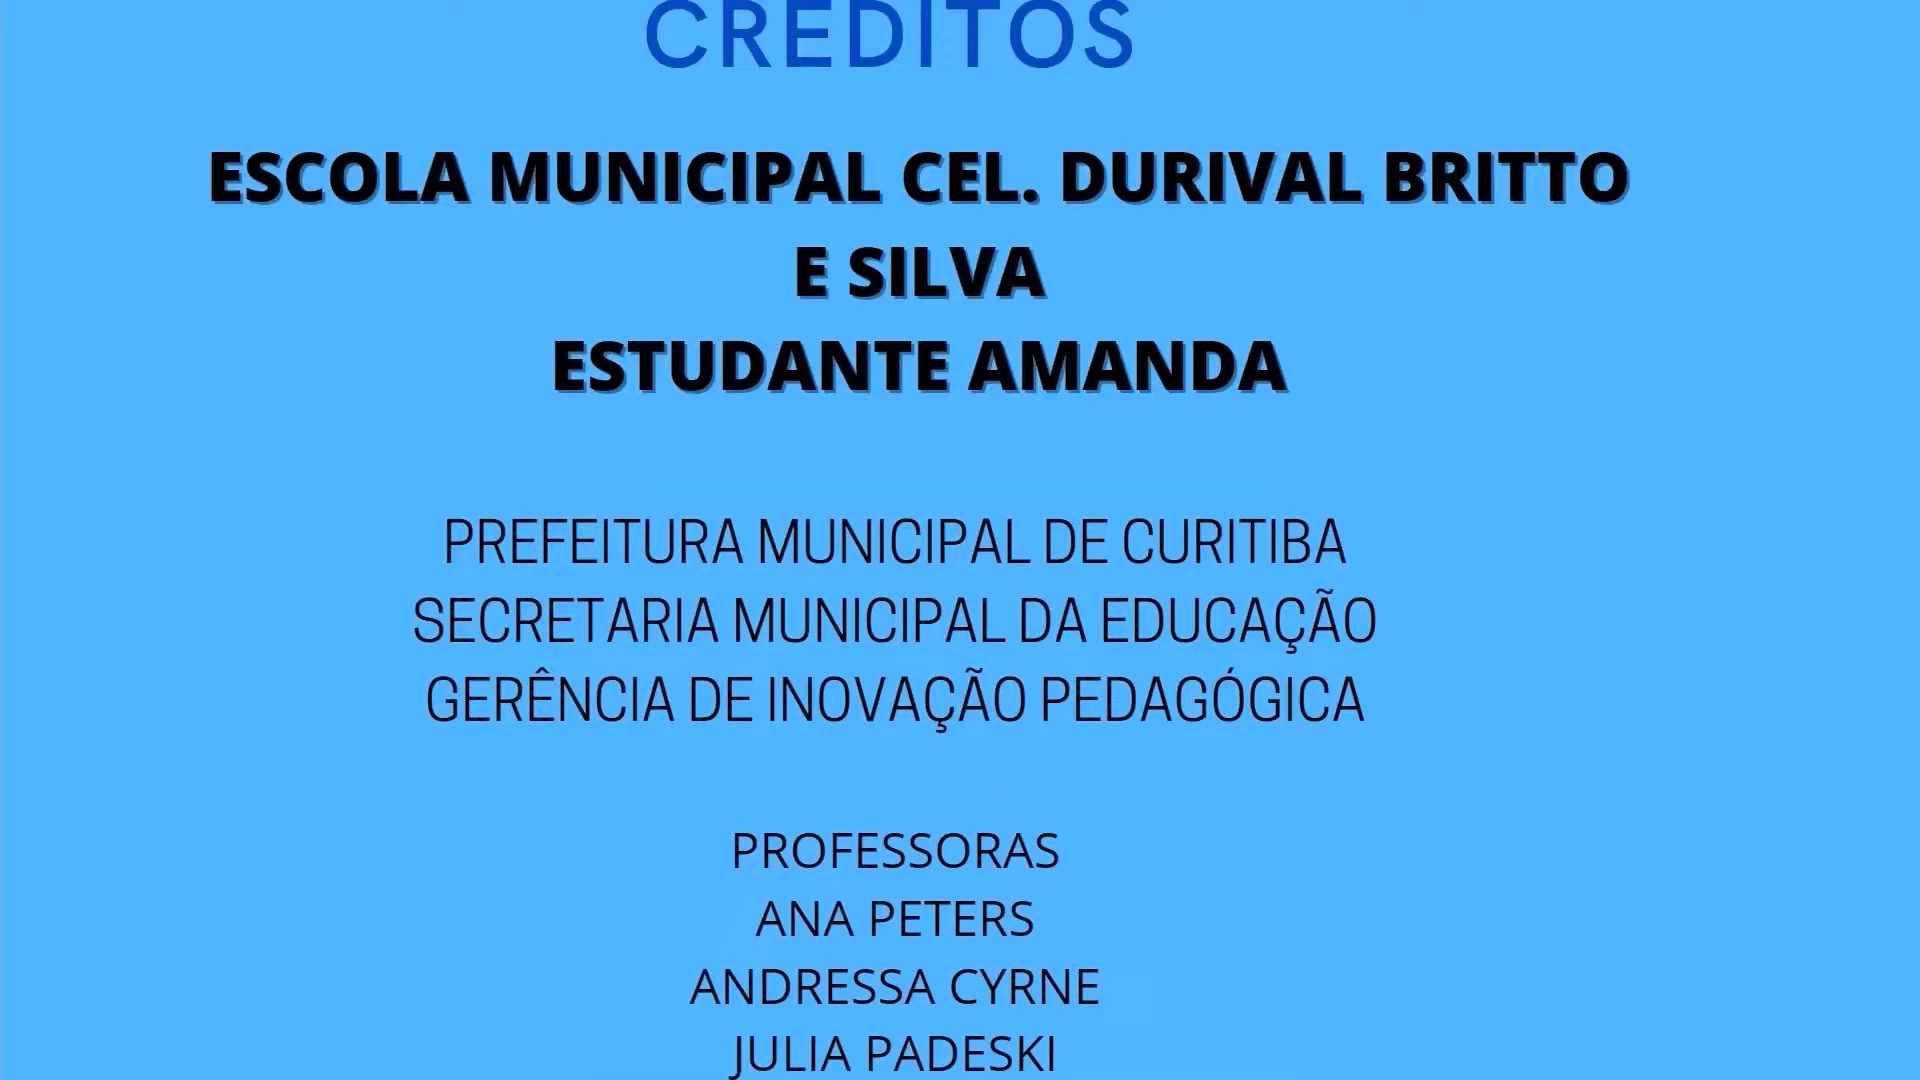 CREDITOS
ESCOLA MUNICIPAL CEL. DURIVAL BRITTO
E SILVA
ESTUDANTE AMANDA
PREFEITURA MUNICIPAL DE CURITIBA
SECRETARIA MUNICIPAL DA EDUCAÇÃO
GERÊNCIA DE INOVAÇÃO PEDAGÓGICA
PROFESSORAS
ANA PETERS
ANDRESSA CYRNE
JULIA PADESKI